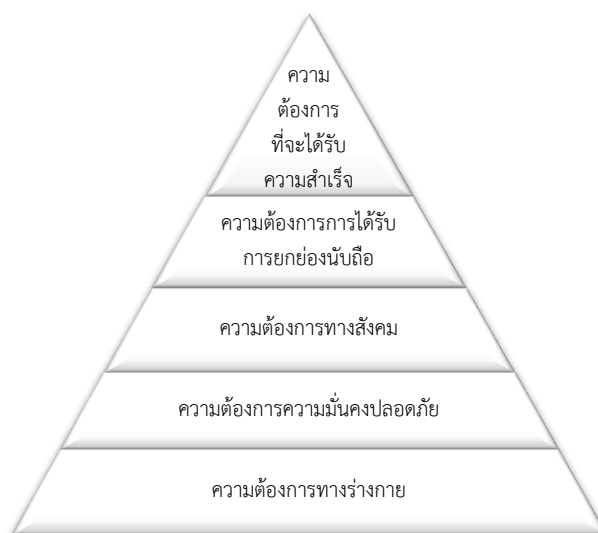 ความ
ต้องการ
ที่จะได้รับ
ความสำเร็จ
ความต้องการการได้รับ
การยกย่องนับถือ
ความต้องการทางสังคม
ความต้องการความมั่นคงปลอดภัย
ความต้องการทางร่างกาย